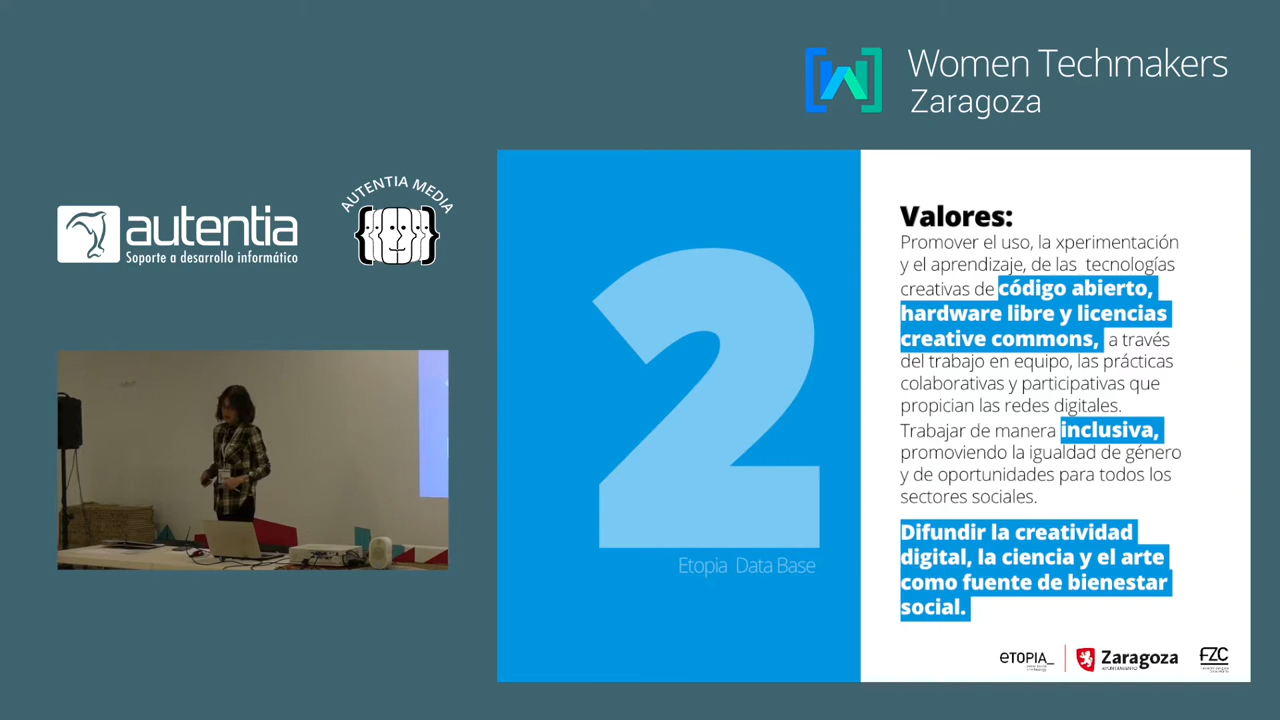 Women Techmakers
Zaragoza
autentia
Soporte a desarrollo informático
AUTENTIA MEDIA
2
Etopia Data Base
Valores:
Promover el uso, la xperimentación
y el aprendizaje, de las tecnologías
creativas de código abierto,
hardware libre y licencias
creative commons, a través
del trabajo en equipo, las prácticas
colaborativas y participativas que
propician las redes digitales.
Trabajar de manera inclusiva,
promoviendo la igualdad de género
y de oportunidades para todos los
sectores sociales.
Difundir la creatividad
digital, la ciencia y el arte
como fuente de bienestar
social.
eTOPIA_
Zaragoza
AYUNTAMIENTO
FZC